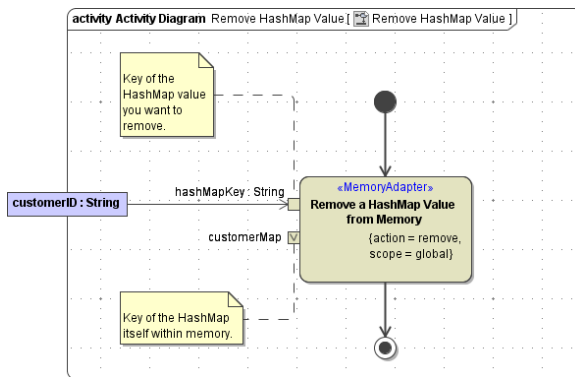 activity Activity Diagram Remove HashMap Value [ Remove HashMap Value ]
Key of the
HashMap value
you want to
remove.
customerID : String
hashMapKey : String
customerMap
V
«MemoryAdapter»
Remove a HashMap Value
from Memory
{action = remove,
scope = global}
Key of the HashMap
itself within memory.